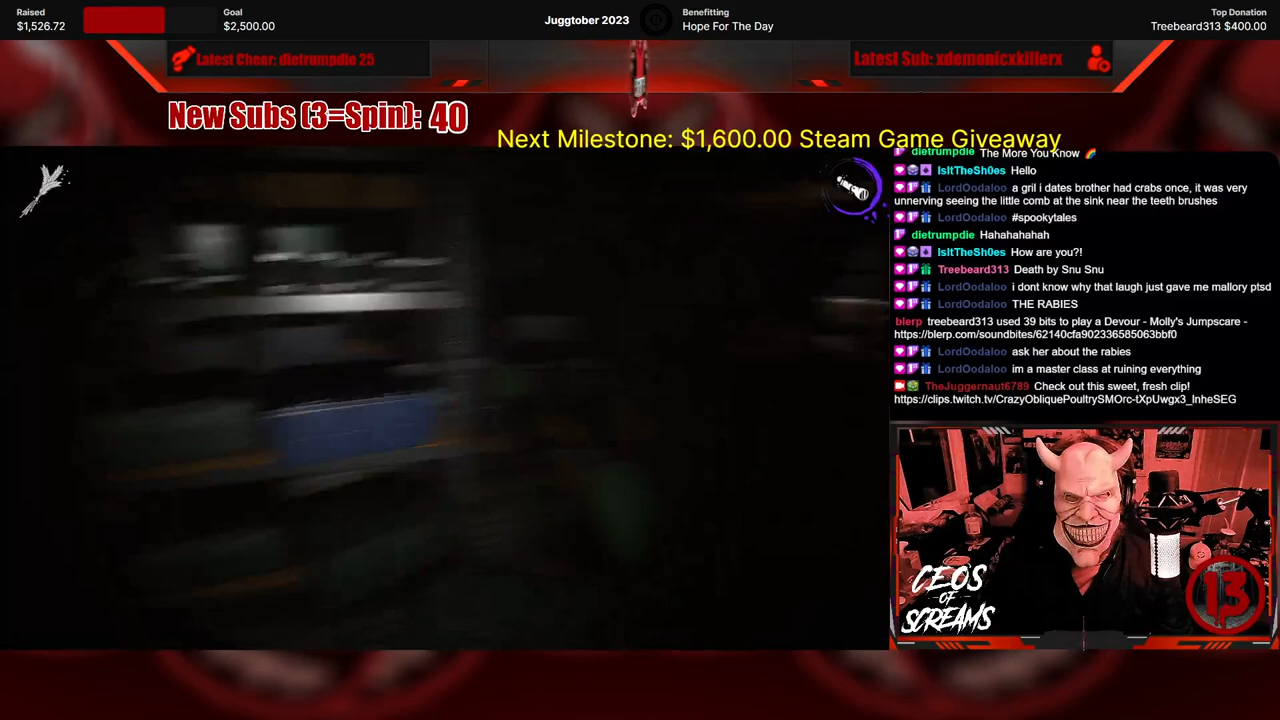 Raised
$1,526.72
Goal
$2,500.00
Juggtober 2023
Benefitting
Hope For The Day
Top Donation
Treebeard313 $400.00
Latest Cheer: dietrumpdie 25
Latest Sub: xdemonicxkillerx
New Subs (3=Spin): 40
Next Milestone: $1,600.00 Steam Game Giveaway
dietrumpdie The More You Know 🌈
IsItTheSh0es Hello
LordOodaloo a gril i dates brother had crabs once, it was very
unnerving seeing the little comb at the sink near the teeth brushes
LordOodaloo #spookytales
dietrumpdie Hahahahahah
IsItTheSh0es How are you?!
Treebeard313 Death by Snu Snu
LordOodaloo i dont know why that laugh just gave me mallory ptsd
LordOodaloo THE RABIES
blerp treebeard313 used 39 bits to play a Devour - Molly's Jumpscare -
https://blerp.com/soundbites/62140cfa902336585063bbf0
LordOodaloo ask her about the rabies
LordOodaloo im a master class at ruining everything
TheJuggernaut6789 Check out this sweet, fresh clip!
https://clips.twitch.tv/CrazyObliquePoultrySMOrc-tXpUwgx3_InheSEG
CEOS
OF
SCREAMS
13